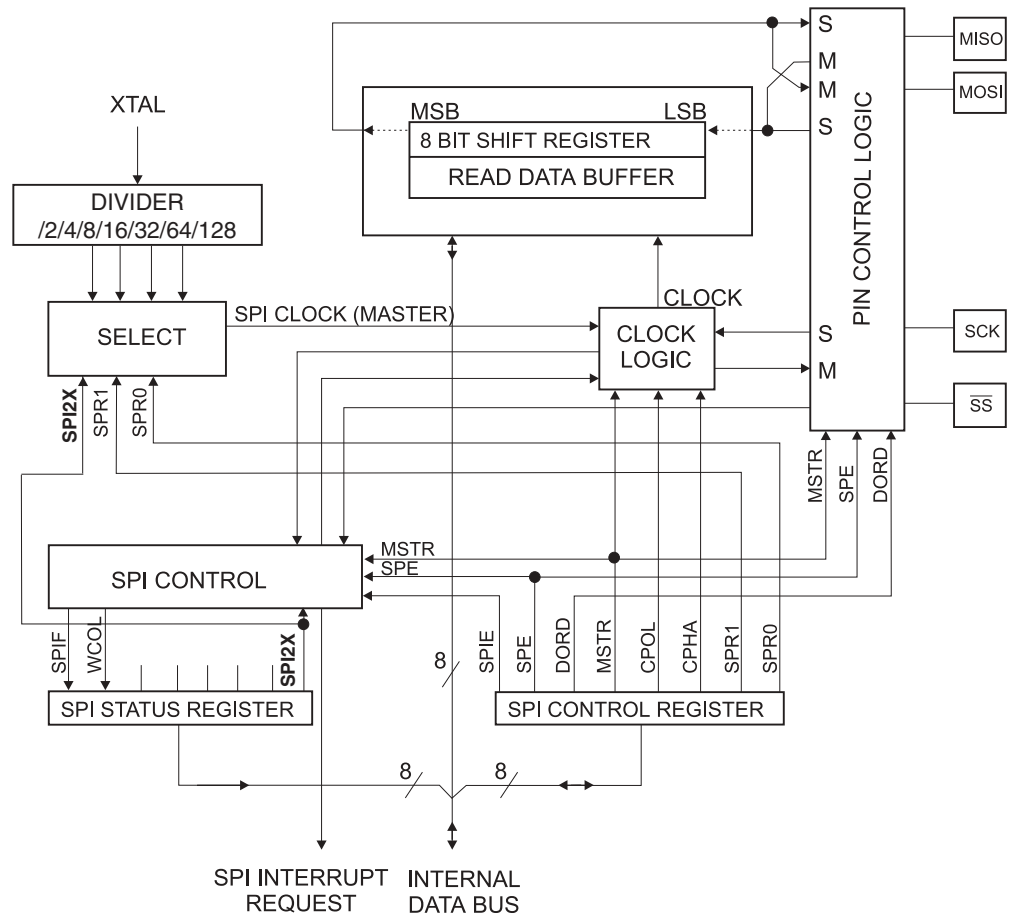 S
MISO
M
M
MOSI
S
PIN CONTROL LOGIC
MSB
LSB
8 BIT SHIFT REGISTER
READ DATA BUFFER
XTAL
DIVIDER
/2/4/8/16/32/64/128
SPI CLOCK (MASTER)
CLOCK
SELECT
CLOCK
LOGIC
S
M
SCK
SS
SPI2X
SPR1
SPR0
MSTR
SPE
DORD
SPI CONTROL
MSTR
SPE
SPIF
WCOL
SPI2X
8
SPIE
SPE
DORD
MSTR
CPOL
CPHA
SPR1
SPR0
SPI STATUS REGISTER
SPI CONTROL REGISTER
8
8
SPI INTERRUPT
REQUEST
INTERNAL
DATA BUS